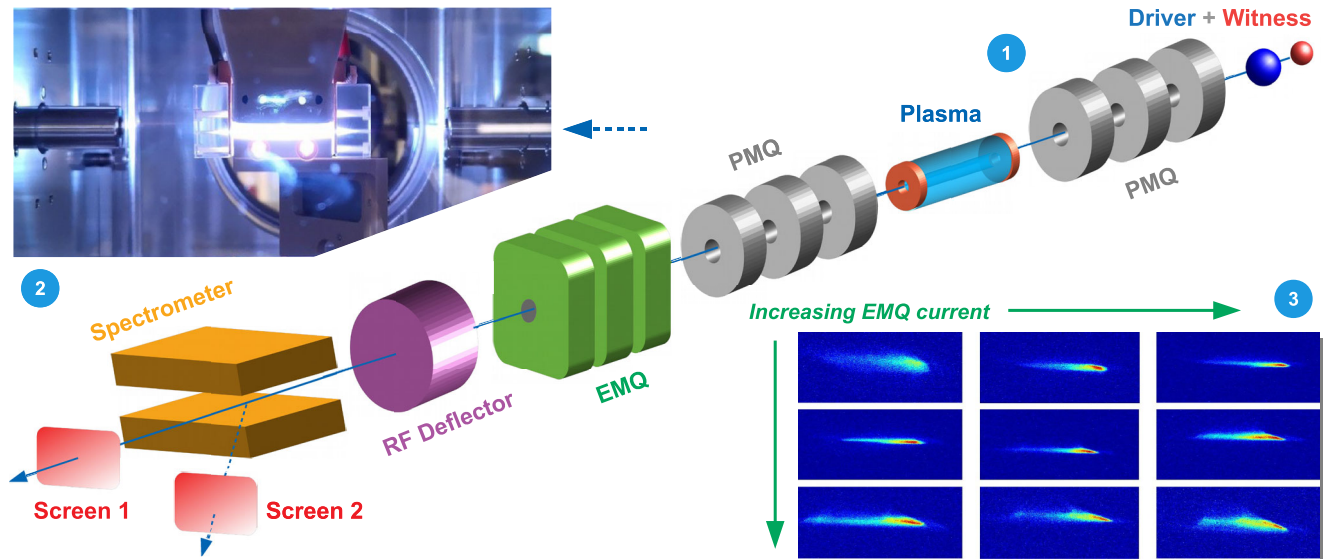 Driver + Witness
1
Plasma
PMQ
PMQ
2
Spectrometer
EMQ
RF Deflector
Screen 1
Screen 2
Increasing EMQ current
3